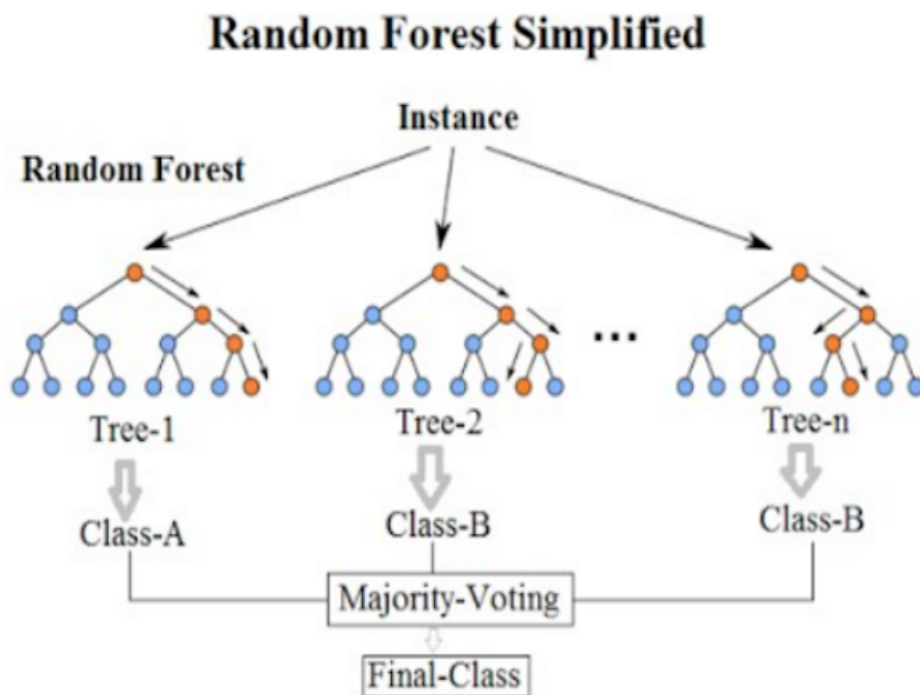 Random Forest Simplified
Instance
Random Forest
...
Tree-1
Tree-2
Tree-n
Class-A
Class-B
Class-B
Majority-Voting
Final-Class